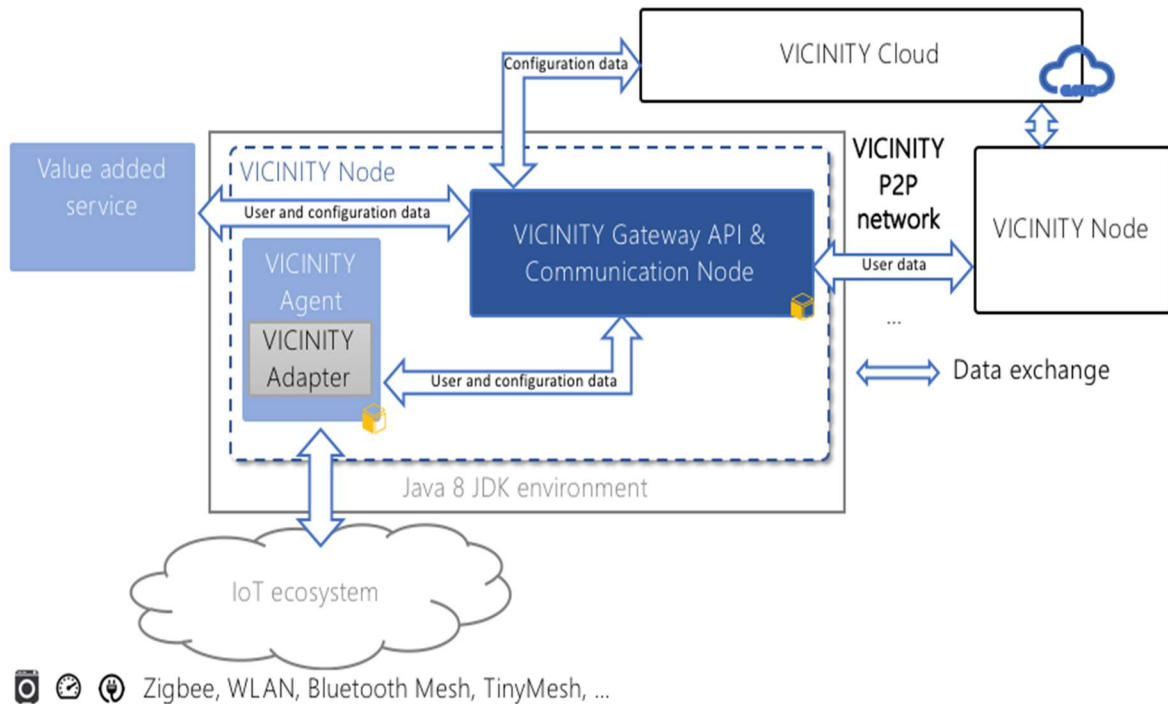 VICINITY Cloud
Configuration data
Value added
service
VICINITY Node
User and configuration data
VICINITY Gateway API &
Communication Node
VICINITY
P2P
network
VICINITY Node
User data
...
VICINITY
Agent
VICINITY
Adapter
User and configuration data
Data exchange
Java 8 JDK environment
IoT ecosystem
Zigbee, WLAN, Bluetooth Mesh, TinyMesh, ...